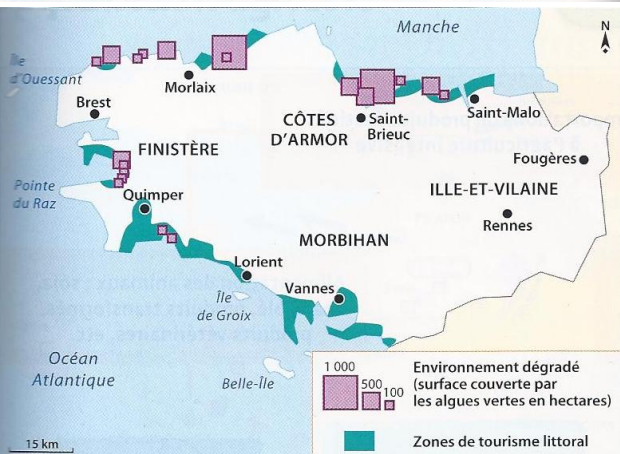 Manche
N
Île
d'Ouessant
Morlaix
Brest
Saint-Malo
CÔTES
D'ARMOR
Saint-
Brieuc
FINISTÈRE
Fougères
Pointe
du Raz
Quimper
ILLE-ET-VILAINE
Rennes
MORBIHAN
Lorient
Vannes
Île
de Groix
Océan
Atlantique
Belle-Île
15 km
1 000
500
100
Environnement dégradé
(surface couverte par
les algues vertes en hectares)
Zones de tourisme littoral